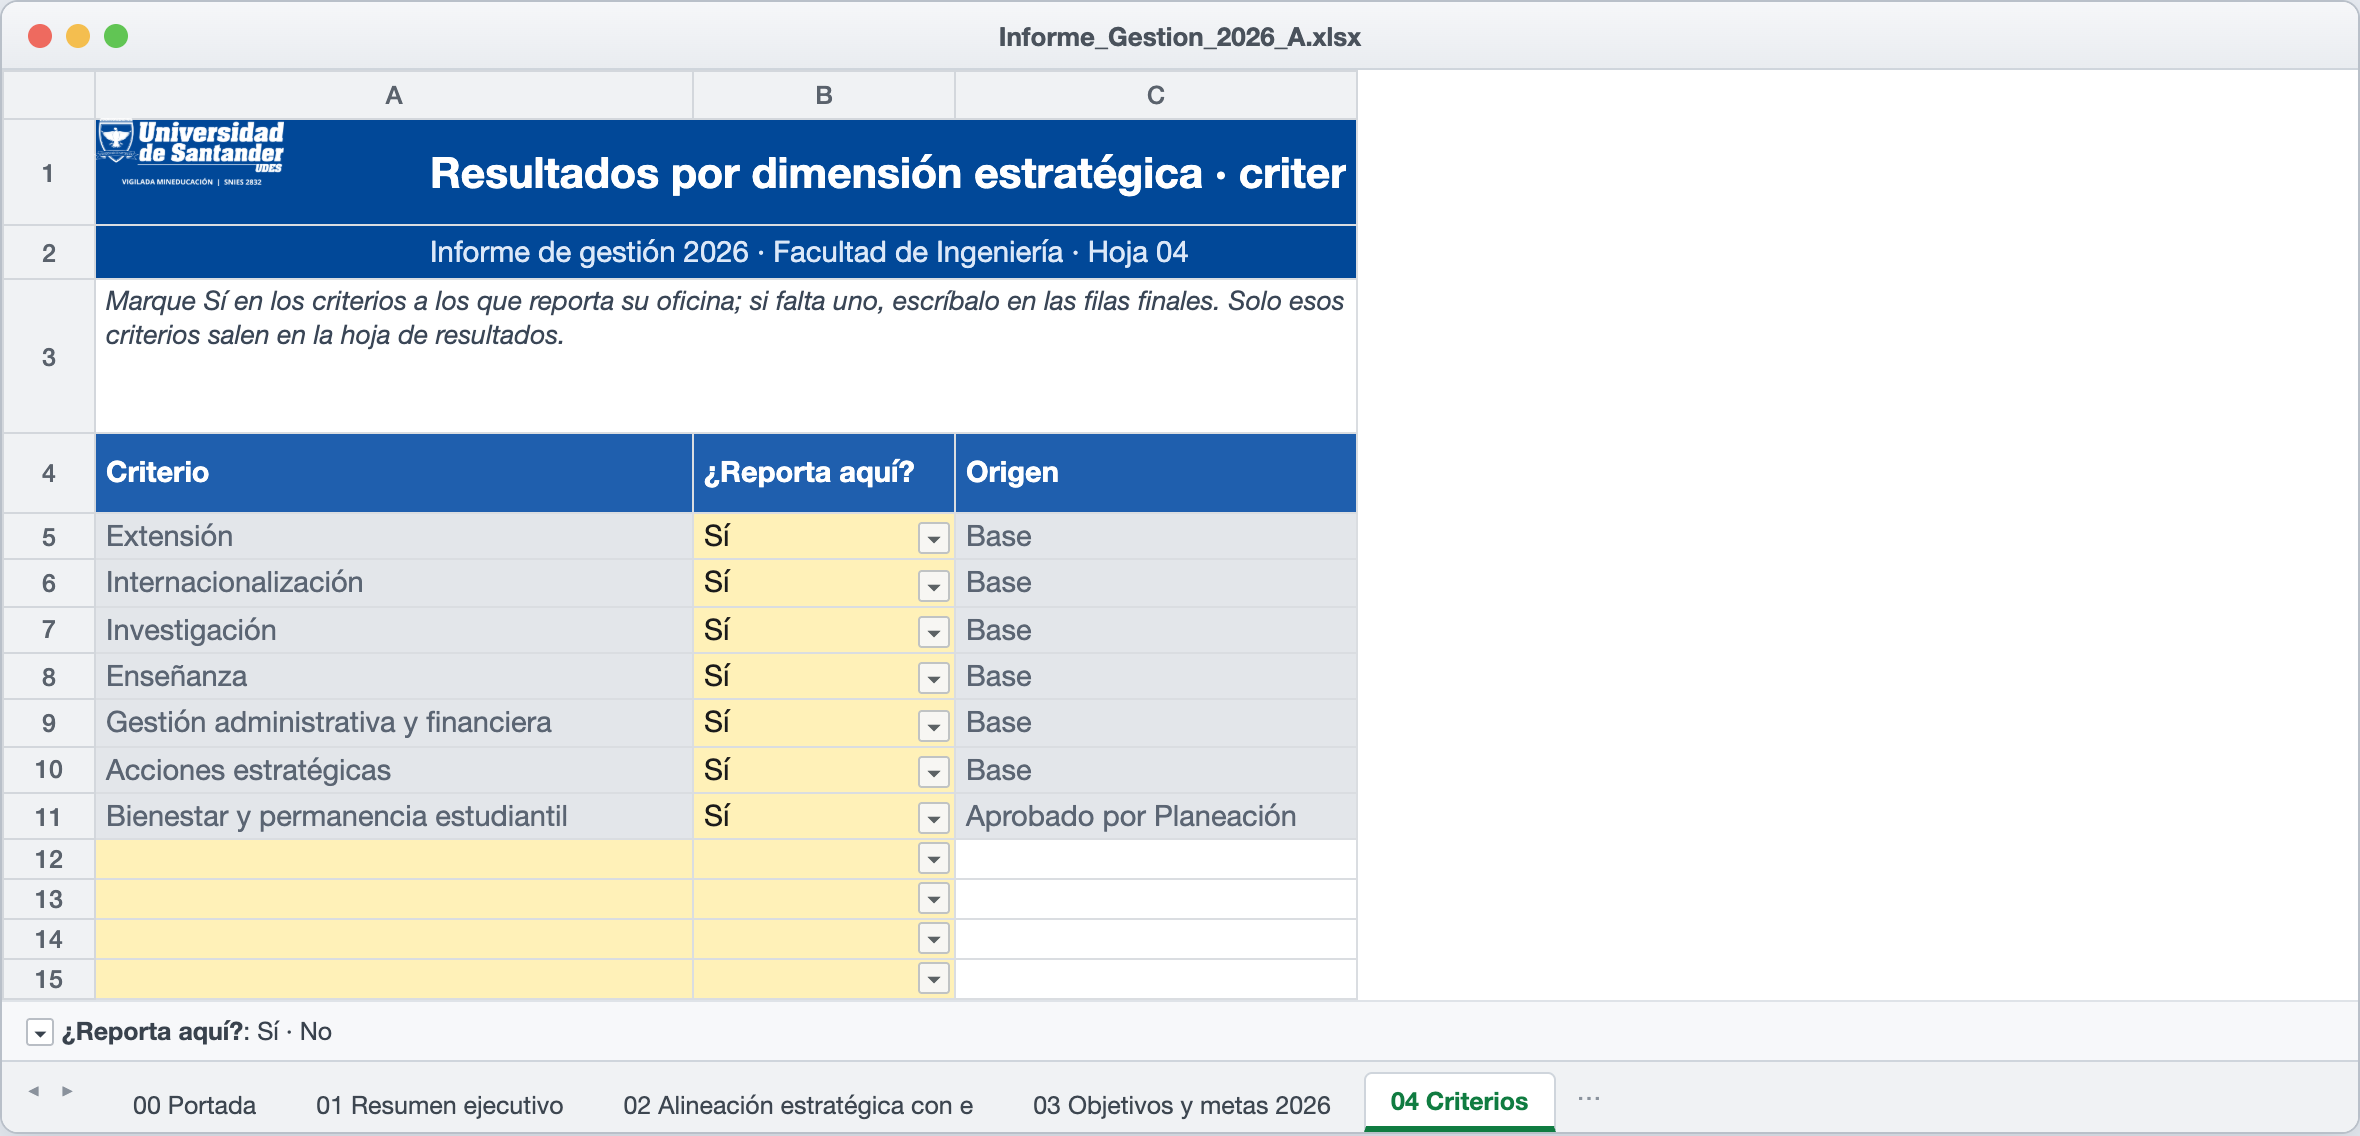 Informe_Gestion_2026_A.xlsx
A B C
1 Universidad de Santander UDES
VIGILADA MINEDUCACIÓN | SNIES 2832
Resultados por dimensión estratégica · criter
2 Informe de gestión 2026 · Facultad de Ingeniería · Hoja 04
3 Marque Sí en los criterios a los que reporta su oficina; si falta uno, escríbalo en las filas finales. Solo esos
criterios salen en la hoja de resultados.
4 Criterio ¿Reporta aquí? Origen
5 Extensión Sí Base
6 Internacionalización Sí Base
7 Investigación Sí Base
8 Enseñanza Sí Base
9 Gestión administrativa y financiera Sí Base
10 Acciones estratégicas Sí Base
11 Bienestar y permanencia estudiantil Sí Aprobado por Planeación
12
13
14
15
¿Reporta aquí?: Sí · No
00 Portada 01 Resumen ejecutivo 02 Alineación estratégica con e 03 Objetivos y metas 2026 04 Criterios ···